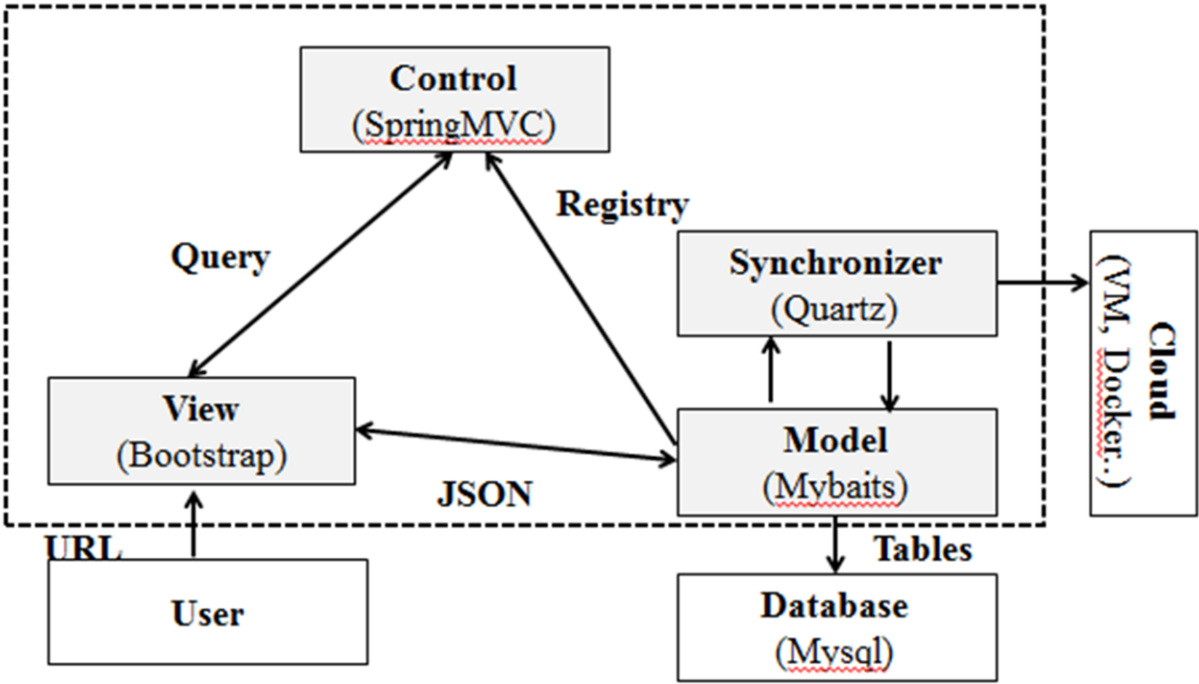 Control
(SpringMVC)
Registry
Query
Synchronizer
(Quartz)
Cloud
(VM, Docker..)
View
(Bootstrap)
Model
(Mybaits)
JSON
URL
Tables
User
Database
(Mysql)